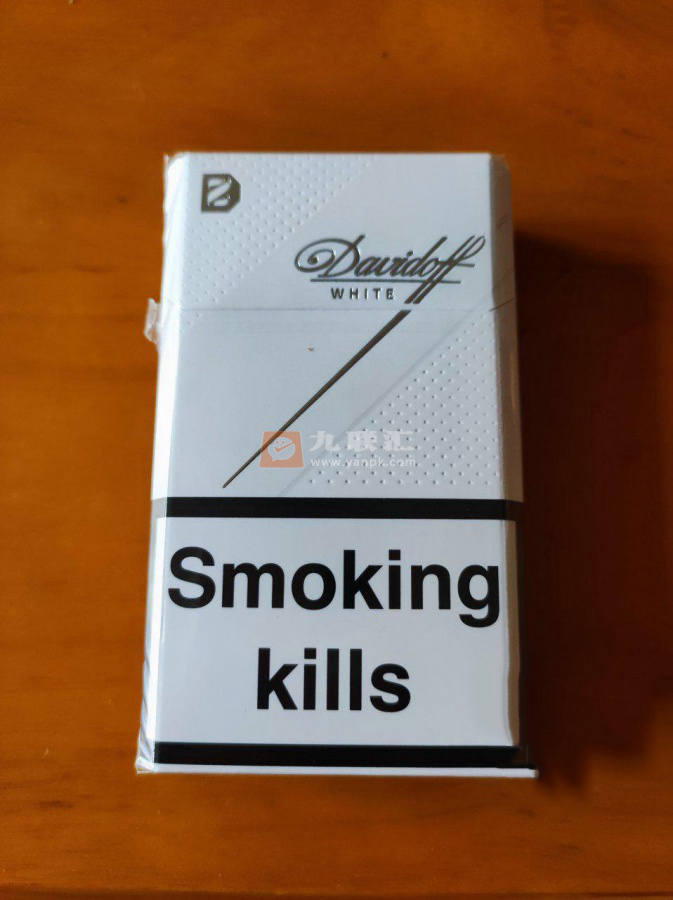 Davidoff
WHITE
九联汇
www.yanpk.com
Smoking
kills